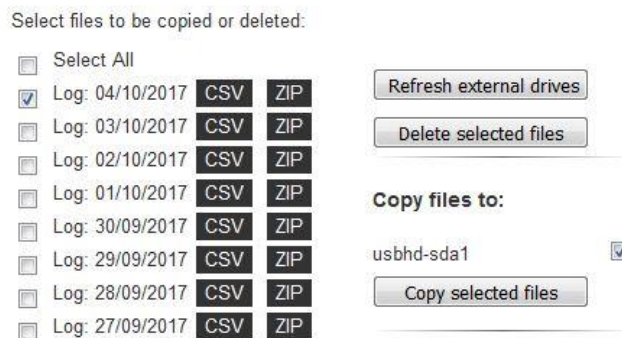 Select files to be copied or deleted:
Select All
Log: 04/10/2017 CSV ZIP
Log: 03/10/2017 CSV ZIP
Log: 02/10/2017 CSV ZIP
Log: 01/10/2017 CSV ZIP
Log: 30/09/2017 CSV ZIP
Log: 29/09/2017 CSV ZIP
Log: 28/09/2017 CSV ZIP
Log: 27/09/2017 CSV ZIP
Refresh external drives
Delete selected files
Copy files to:
usbhd-sda1
Copy selected files